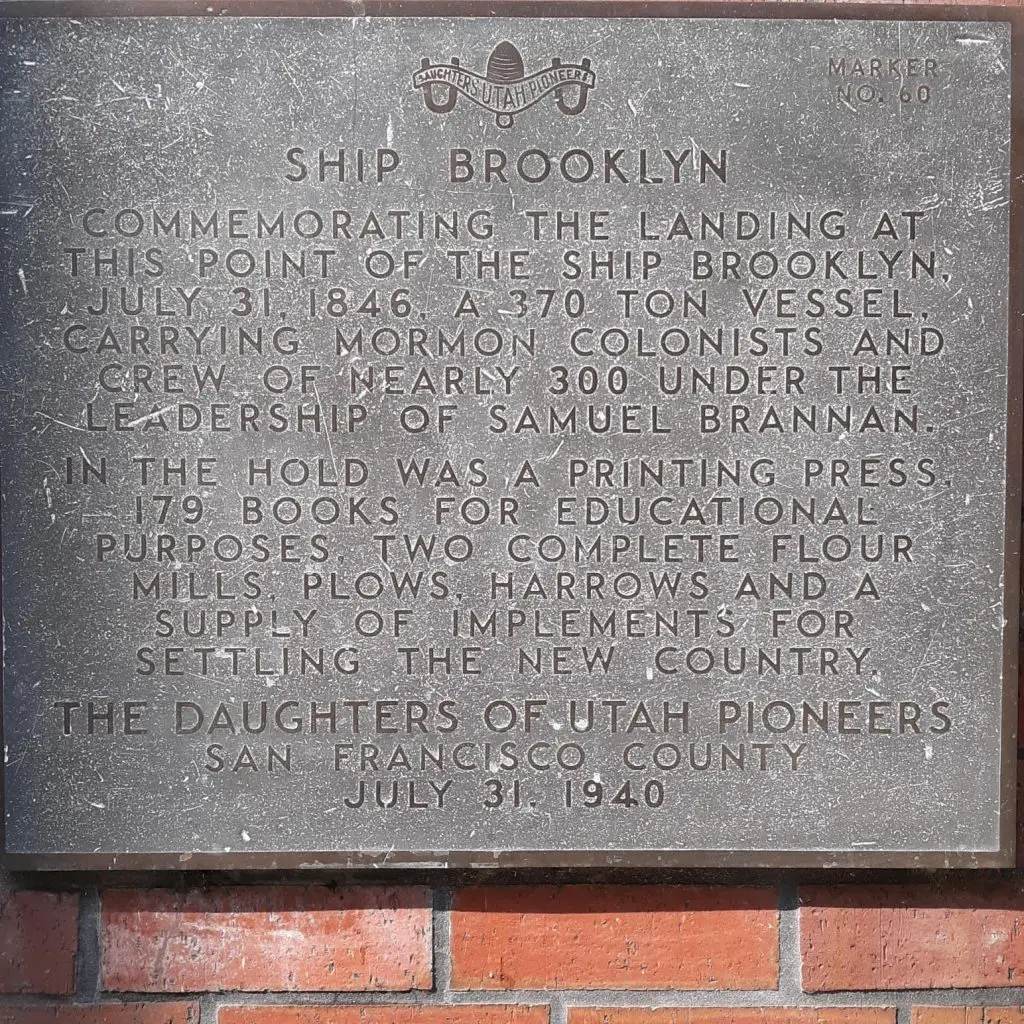 DAUGHTERS UTAH PIONEERS
MARKER
NO. 60
SHIP BROOKLYN
COMMEMORATING THE LANDING AT
THIS POINT OF THE SHIP BROOKLYN,
JULY 31, 1846, A 370 TON VESSEL,
CARRYING MORMON COLONISTS AND
CREW OF NEARLY 300 UNDER THE
LEADERSHIP OF SAMUEL BRANNAN.
IN THE HOLD WAS A PRINTING PRESS,
179 BOOKS FOR EDUCATIONAL
PURPOSES, TWO COMPLETE FLOUR
MILLS, PLOWS, HARROWS AND A
SUPPLY OF IMPLEMENTS FOR
SETTLING THE NEW COUNTRY.
THE DAUGHTERS OF UTAH PIONEERS
SAN FRANCISCO COUNTY
JULY 31, 1940